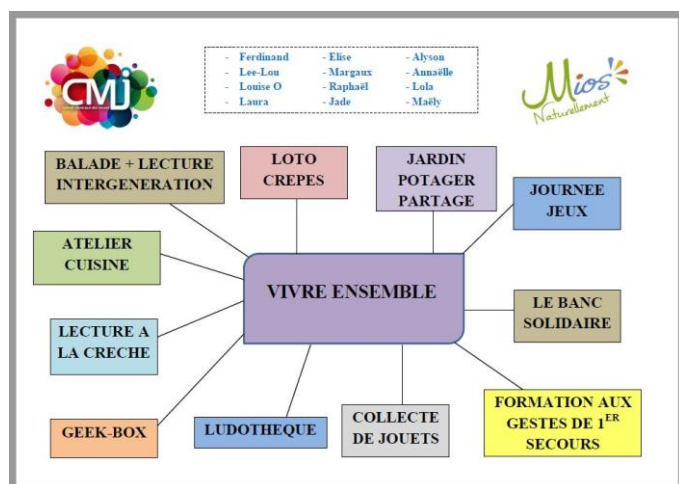 CMJ
- Ferdinand - Elise - Alyson
- Lee-Lou - Margaux - Annaëlle
- Louise O - Raphaël - Lola
- Laura - Jade - Maëly
Mios
Naturellement
BALADE + LECTURE
INTERGENERATION
LOTO
CREPES
JARDIN
POTAGER
PARTAGE
JOURNEE
JEUX
ATELIER
CUISINE
VIVRE ENSEMBLE
LE BANC
SOLIDAIRE
LECTURE A
LA CRECHE
GEEK-BOX
LUDOTHEQUE
COLLECTE
DE JOUETS
FORMATION AUX
GESTES DE 1ER
SECOURS